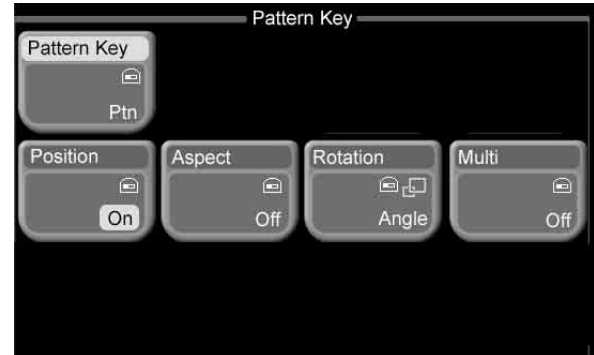 Pattern Key
Pattern Key
Ptn
Position Aspect Rotation Multi
On Off Angle Off